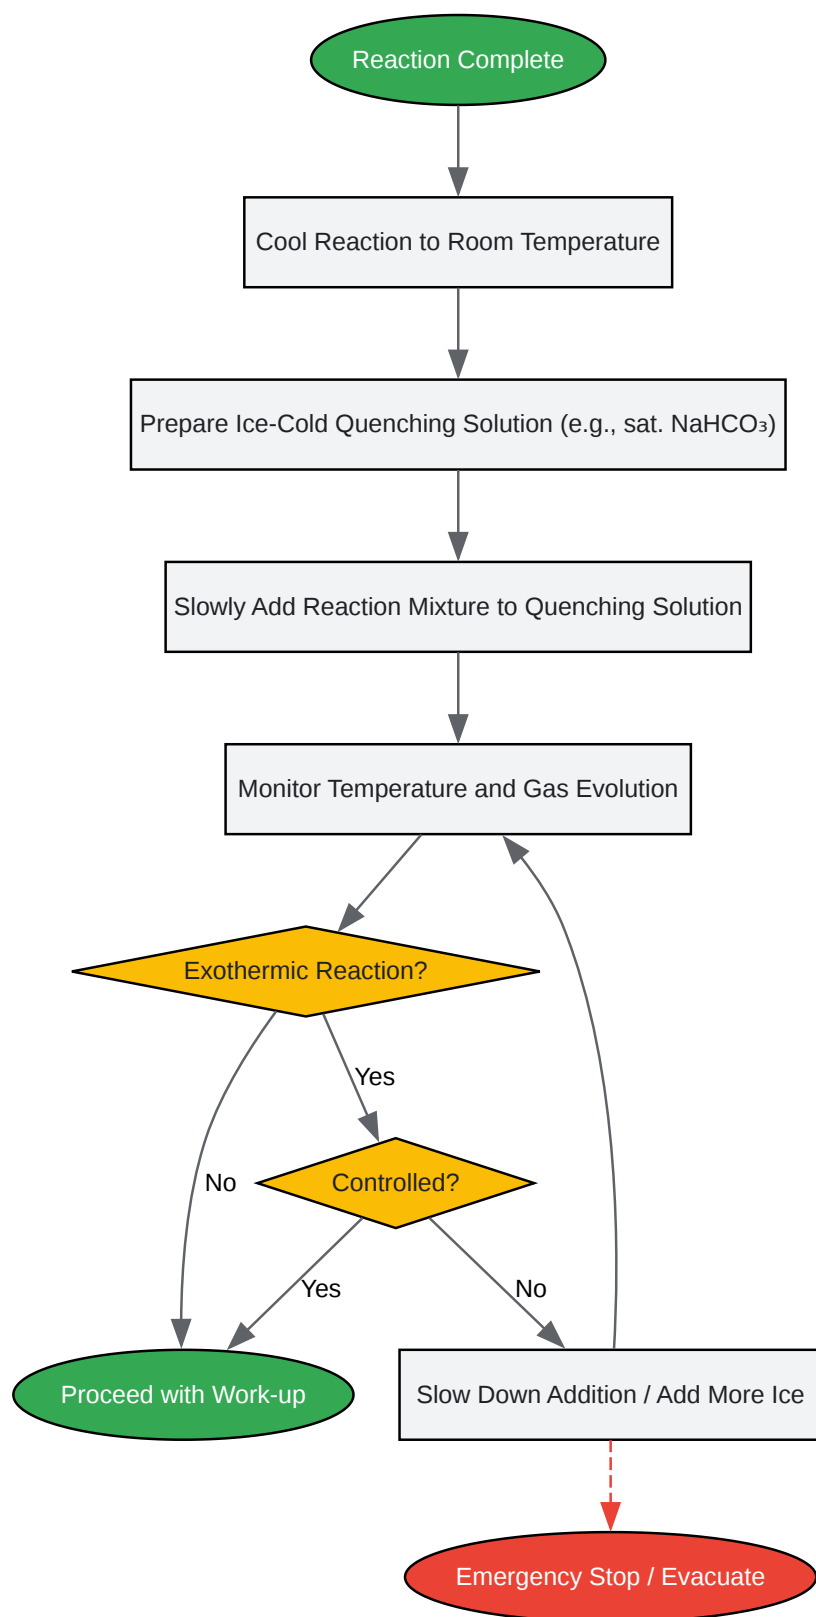 Reaction Complete
Cool Reaction to Room Temperature
Prepare Ice-Cold Quenching Solution (e.g., sat. NaHCO₃)
Slowly Add Reaction Mixture to Quenching Solution
Monitor Temperature and Gas Evolution
Exothermic Reaction?
Yes
Controlled?
No
Yes
No
Proceed with Work-up
Slow Down Addition / Add More Ice
Emergency Stop / Evacuate